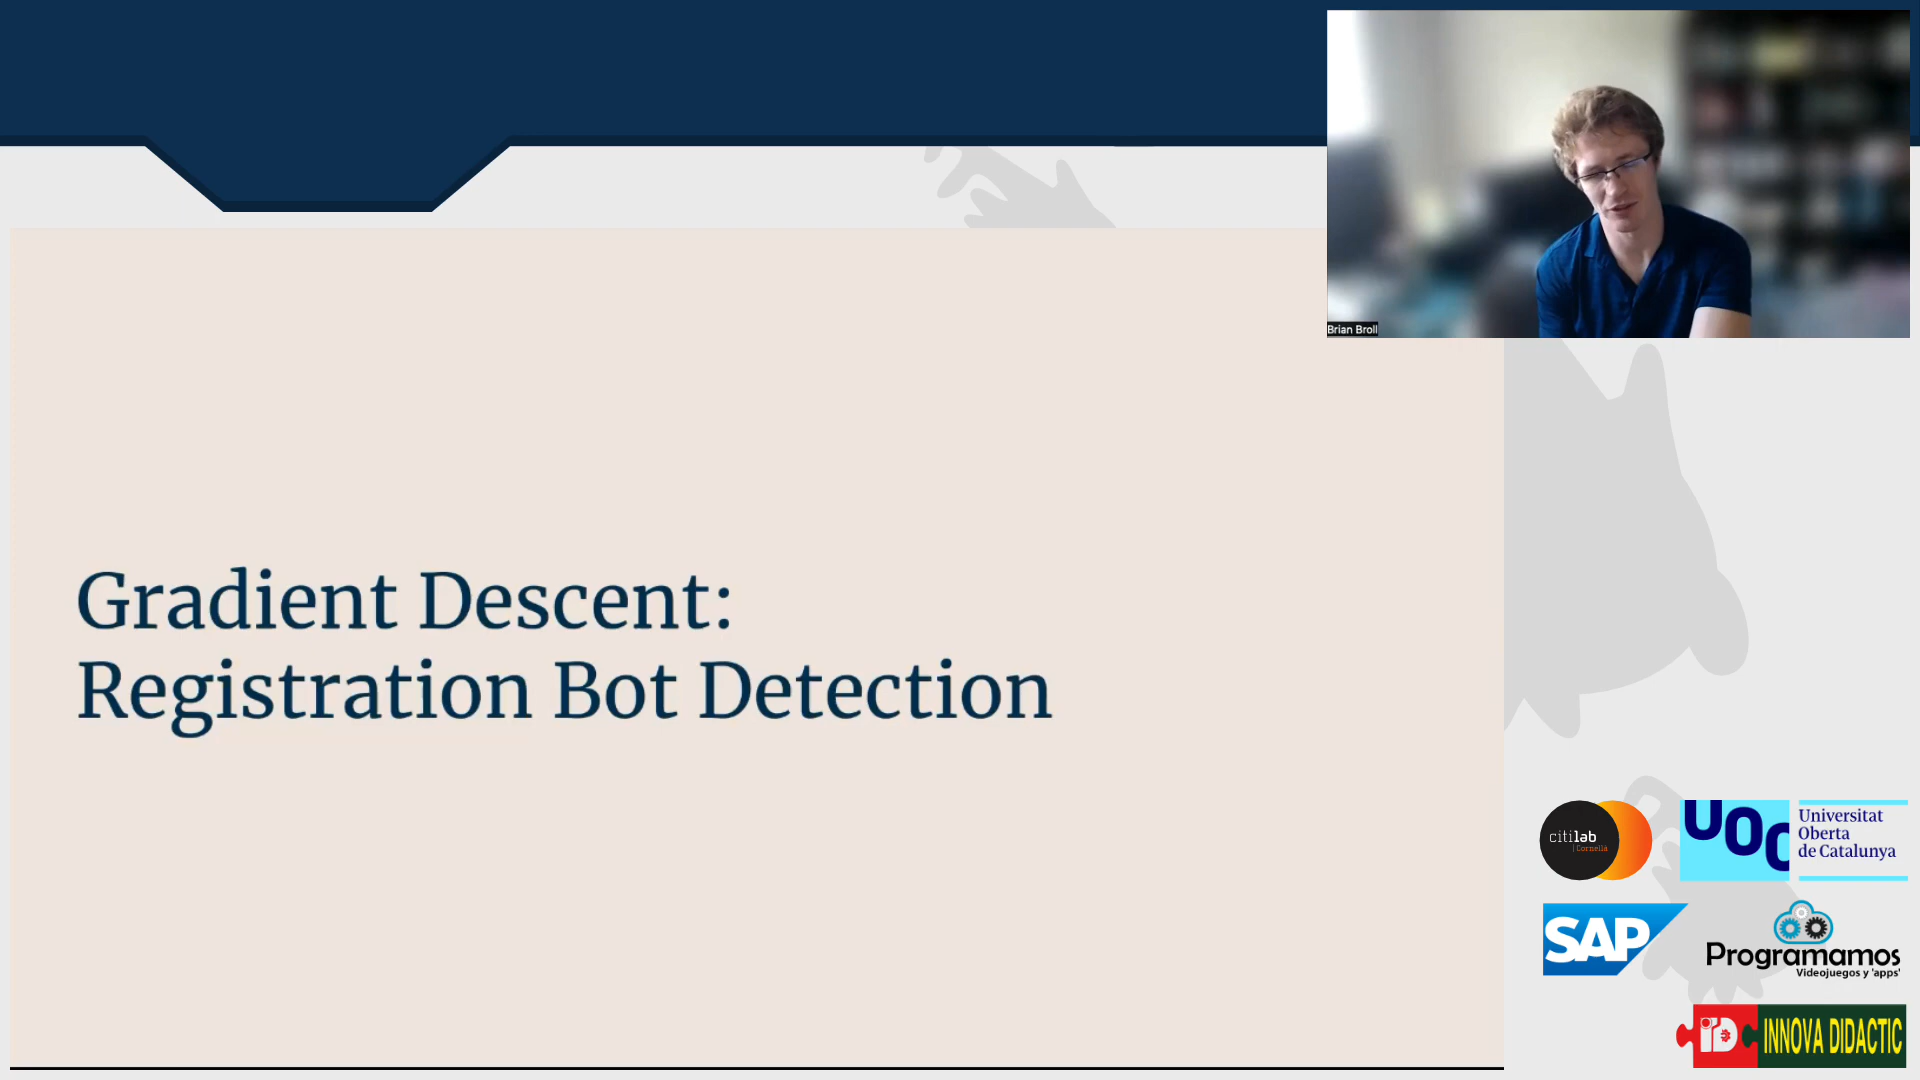 Brian Broll
Gradient Descent:
Registration Bot Detection
citilab
Cornellà
UOC
Universitat
Oberta
de Catalunya
SAP
Programamos
Videojuegos y 'apps'
iD
INNOVA DIDACTIC